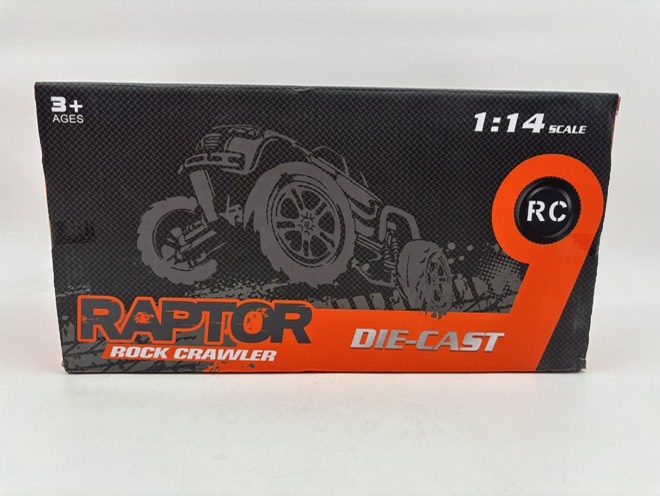 3+
AGES
1:14 SCALE
RC
RAPTOR
ROCK CRAWLER
DIE-CAST